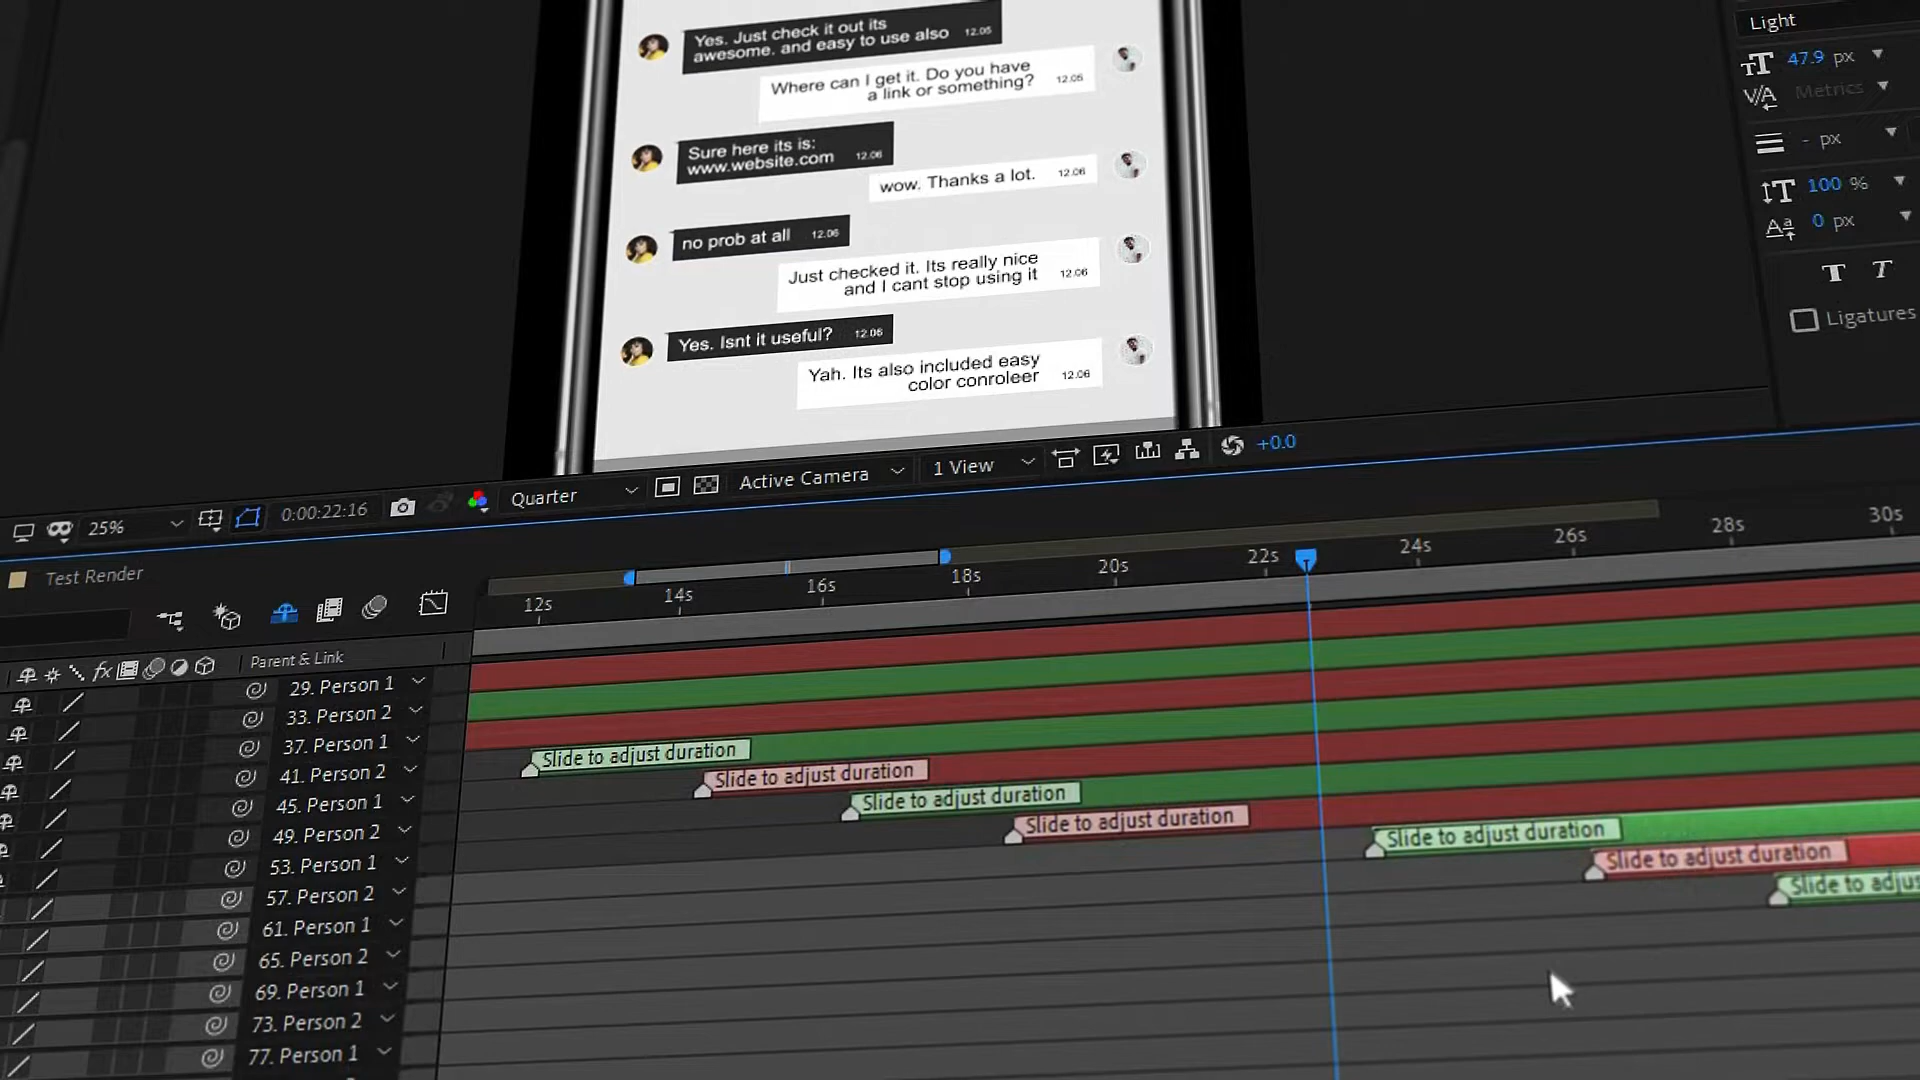 Yes. Just check it out its
awesome. and easy to use also 12.05
Where can I get it. Do you have
a link or something? 12.05
Sure here its is:
www.website.com 12.06
wow. Thanks a lot. 12.06
no prob at all 12.06
Just checked it. Its really nice
and I cant stop using it 12.06
Yes. Isnt it useful? 12.06
Yah. Its also included easy
color conroleer 12.06
Light
47.9 px
Metrics
- px
100 %
0 px
Ligatures
25%
0:00:22:16
Quarter
Active Camera
1 View
+0.0
Test Render
12s 14s 16s 18s 20s 22s 24s 26s 28s 30s
fx
Parent & Link
29. Person 1
33. Person 2
37. Person 1
41. Person 2
45. Person 1
49. Person 2
53. Person 1
57. Person 2
61. Person 1
65. Person 2
69. Person 1
73. Person 2
77. Person 1
Slide to adjust duration
Slide to adjust duration
Slide to adjust duration
Slide to adjust duration
Slide to adjust duration
Slide to adjust duration
Slide to adjus